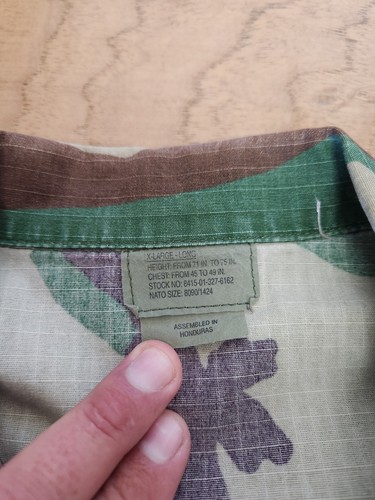 X-LARGE - LONG
HEIGHT: FROM 71 IN. TO 75 IN.
CHEST: FROM 45 TO 49 IN.
STOCK NO: 8415-01-327-6162
NATO SIZE: 8090/1424
ASSEMBLED IN
HONDURAS